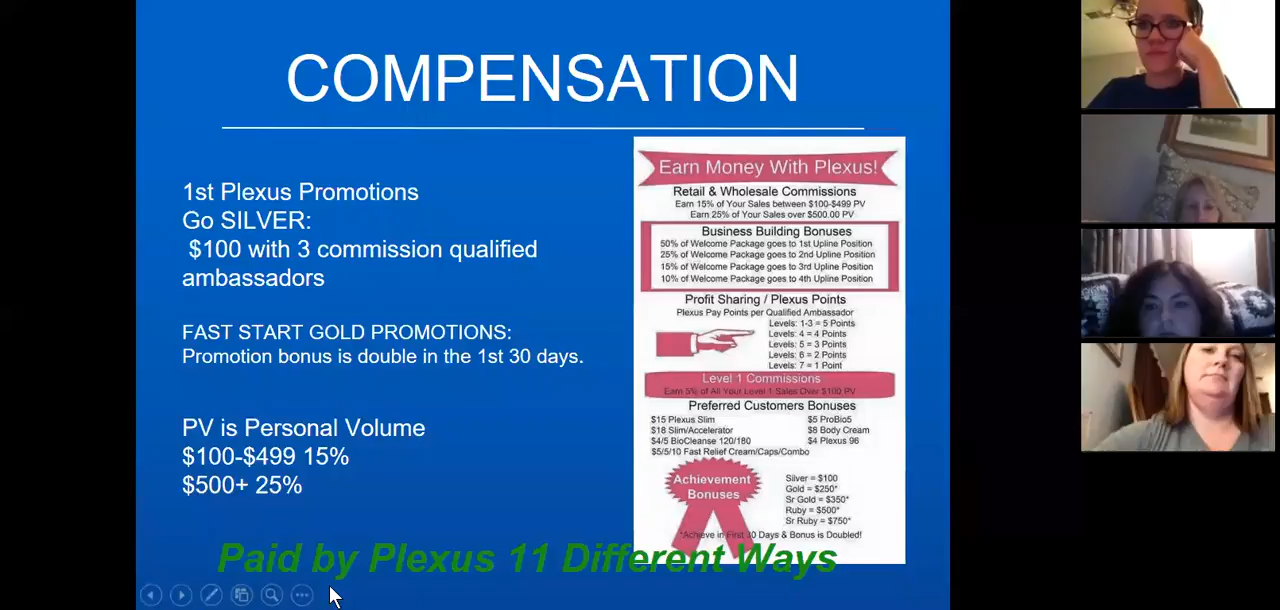 COMPENSATION
1st Plexus Promotions
Go SILVER:
$100 with 3 commission qualified
ambassadors
FAST START GOLD PROMOTIONS:
Promotion bonus is double in the 1st 30 days.
PV is Personal Volume
$100-$499 15%
$500+ 25%
Earn Money With Plexus!
Retail & Wholesale Commissions
Earn 15% of Your Sales between $100-$499 PV
Earn 25% of Your Sales over $500.00 PV
Business Building Bonuses
50% of Welcome Package goes to 1st Upline Position
25% of Welcome Package goes to 2nd Upline Position
15% of Welcome Package goes to 3rd Upline Position
10% of Welcome Package goes to 4th Upline Position
Profit Sharing / Plexus Points
Plexus Pay Points per Qualified Ambassador
Levels: 1-3 = 5 Points
Levels: 4 = 4 Points
Levels: 5 = 3 Points
Levels: 6 = 2 Points
Levels: 7 = 1 Point
Level 1 Commissions
Earn 5% of All Your Level 1 Sales Over $100 PV
Preferred Customers Bonuses
$15 Plexus Slim $5 ProBio5
$18 Slim/Accelerator $8 Body Cream
$4/5 BioCleanse 120/180 $4 Plexus 96
$5/5/10 Fast Relief Cream/Caps/Combo
Achievement
Bonuses
Silver = $100
Gold = $250*
Sr Gold = $350*
Ruby = $500*
Sr Ruby = $750*
*Achieve in First 30 Days & Bonus is Doubled!
Paid by Plexus 11 Different Ways